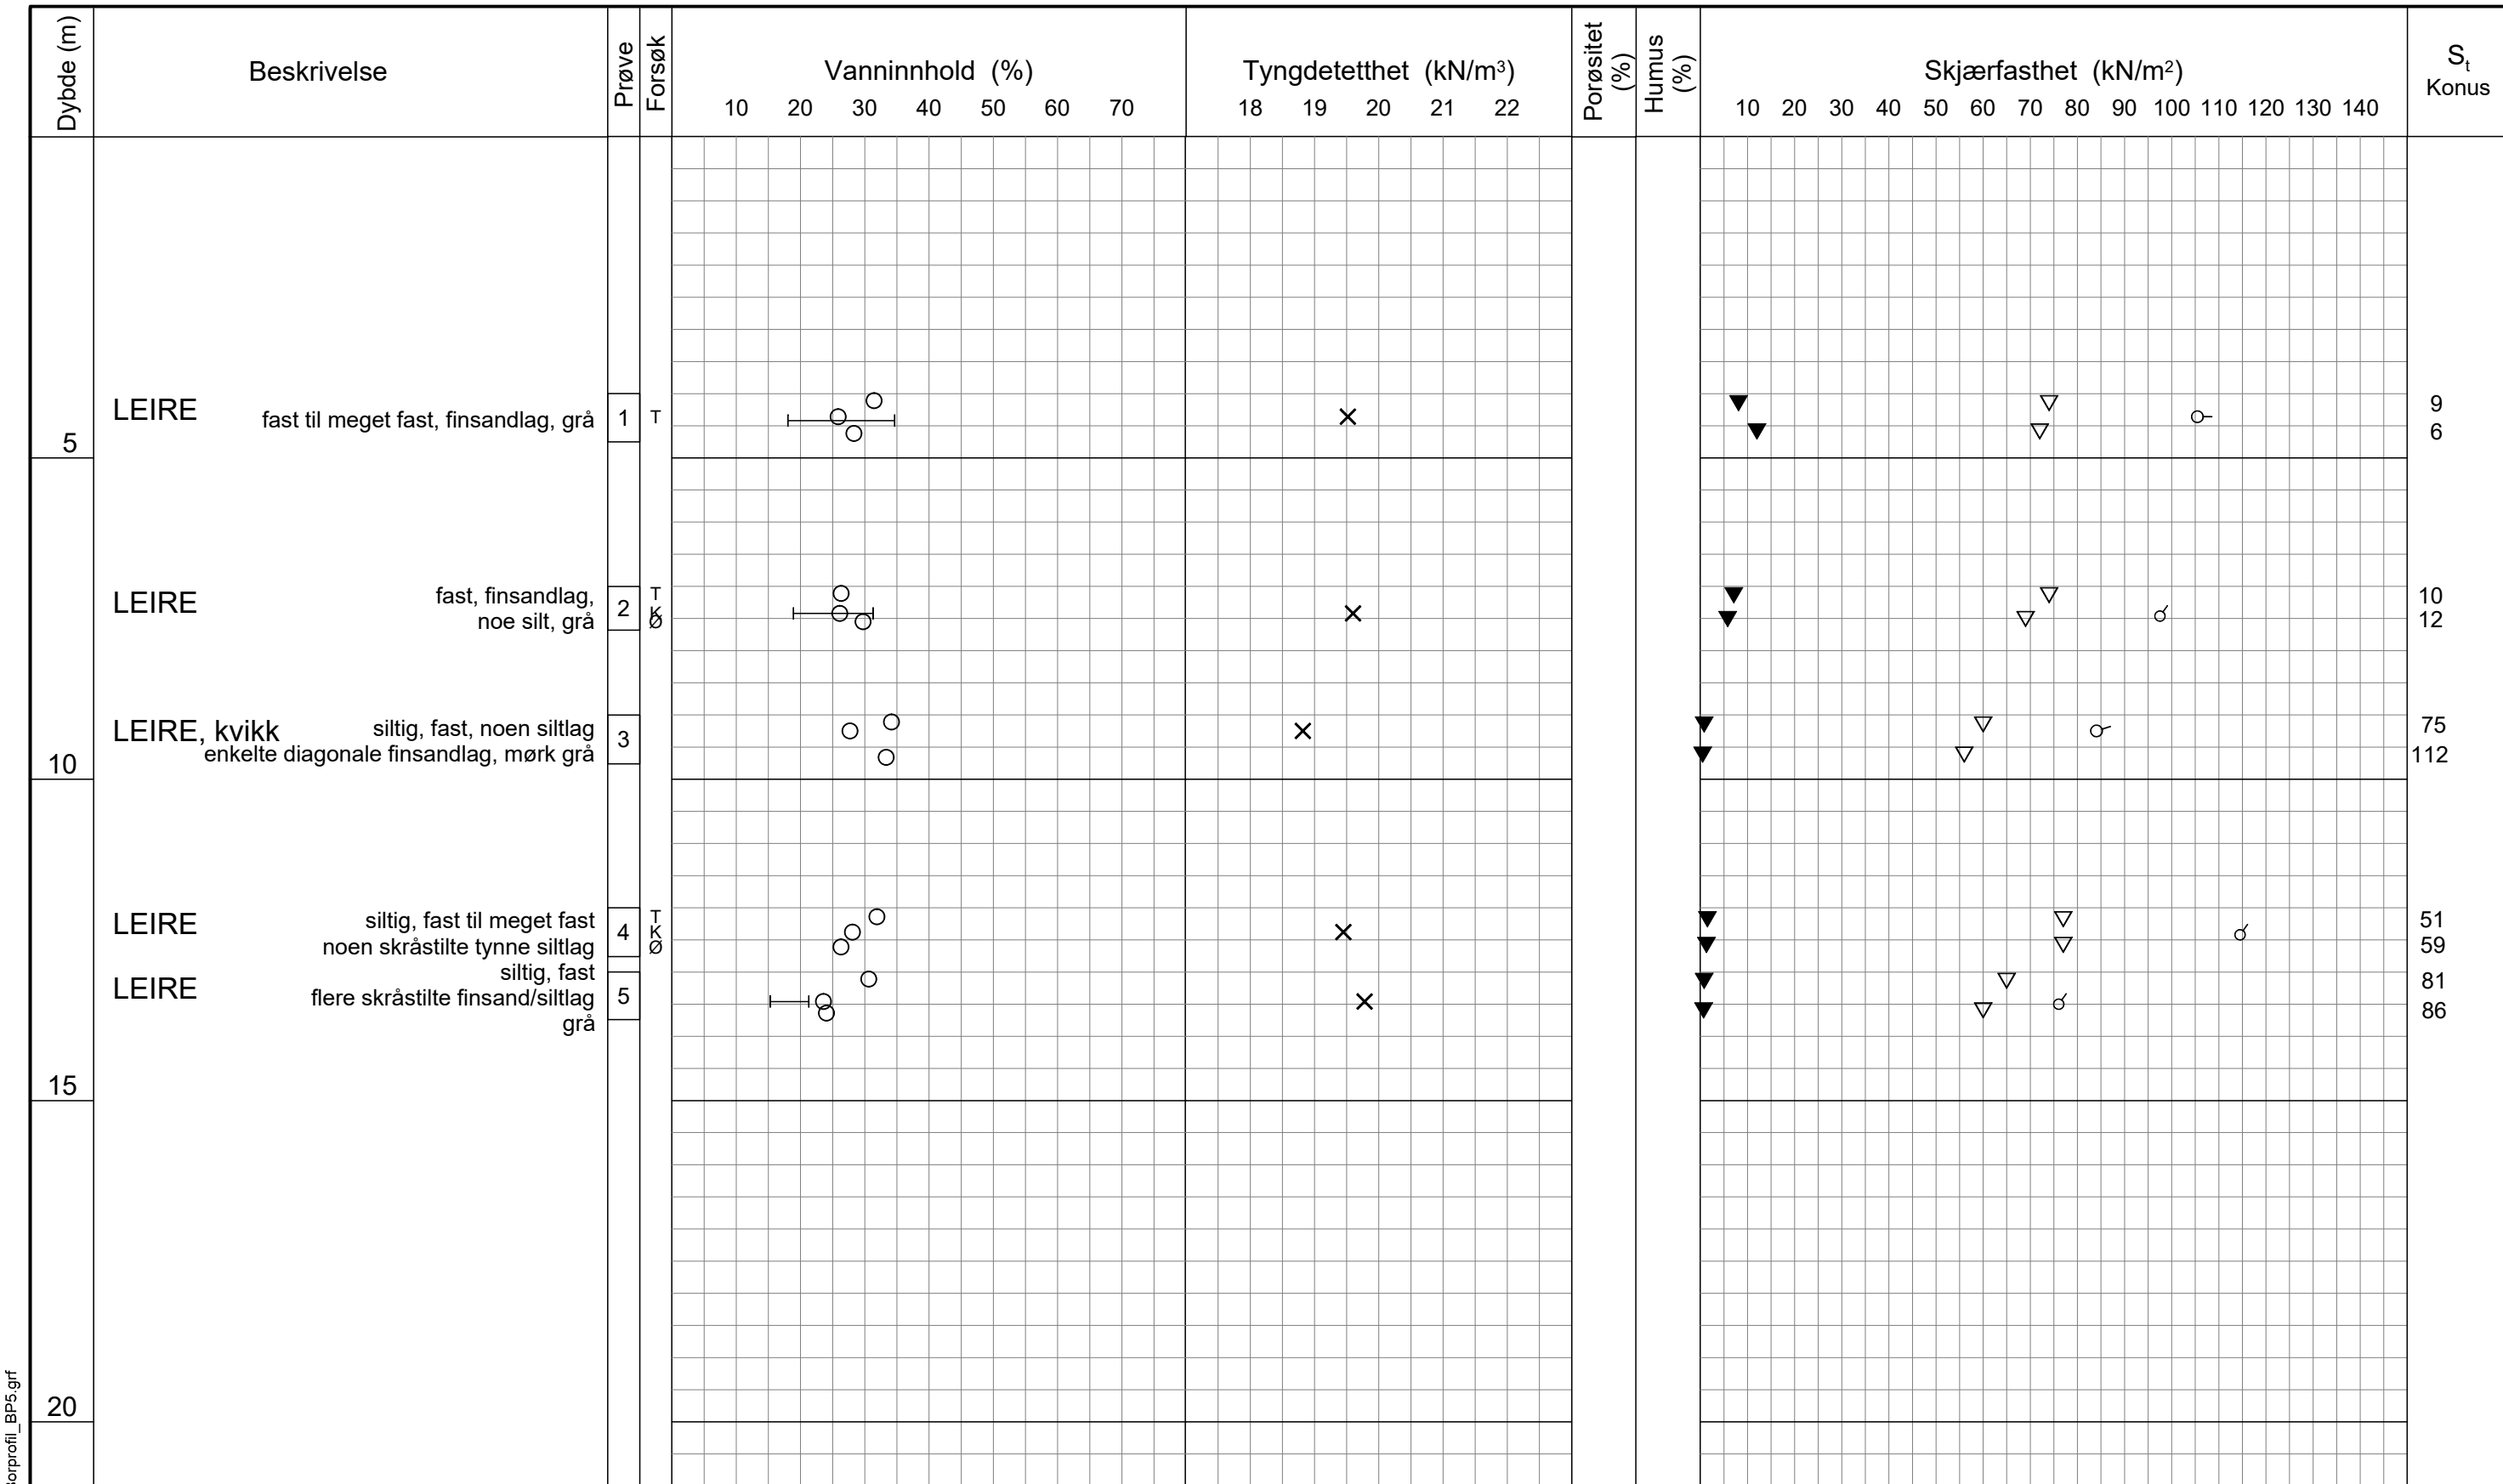 Dybde (m)
Beskrivelse
Prøve
Forsøk
Vanninnhold (%)
10 20 30 40 50 60 70
Tyngdetetthet (kN/m³)
18 19 20 21 22
Porøsitet
(%)
Humus
(%)
Skjærfasthet (kN/m²)
10 20 30 40 50 60 70 80 90 100 110 120 130 140
St
Konus
LEIRE
fast til meget fast, finsandlag, grå
1
T
9
6
5
LEIRE
fast, finsandlag,
noe silt, grå
2
T
K
Ø
10
12
LEIRE, kvikk
siltig, fast, noen siltlag
enkelte diagonale finsandlag, mørk grå
3
75
112
10
LEIRE
siltig, fast til meget fast
noen skråstilte tynne siltlag
4
T
K
Ø
51
59
LEIRE
siltig, fast
flere skråstilte finsand/siltlag
grå
5
81
86
15
20
orprofil_BP5.grf